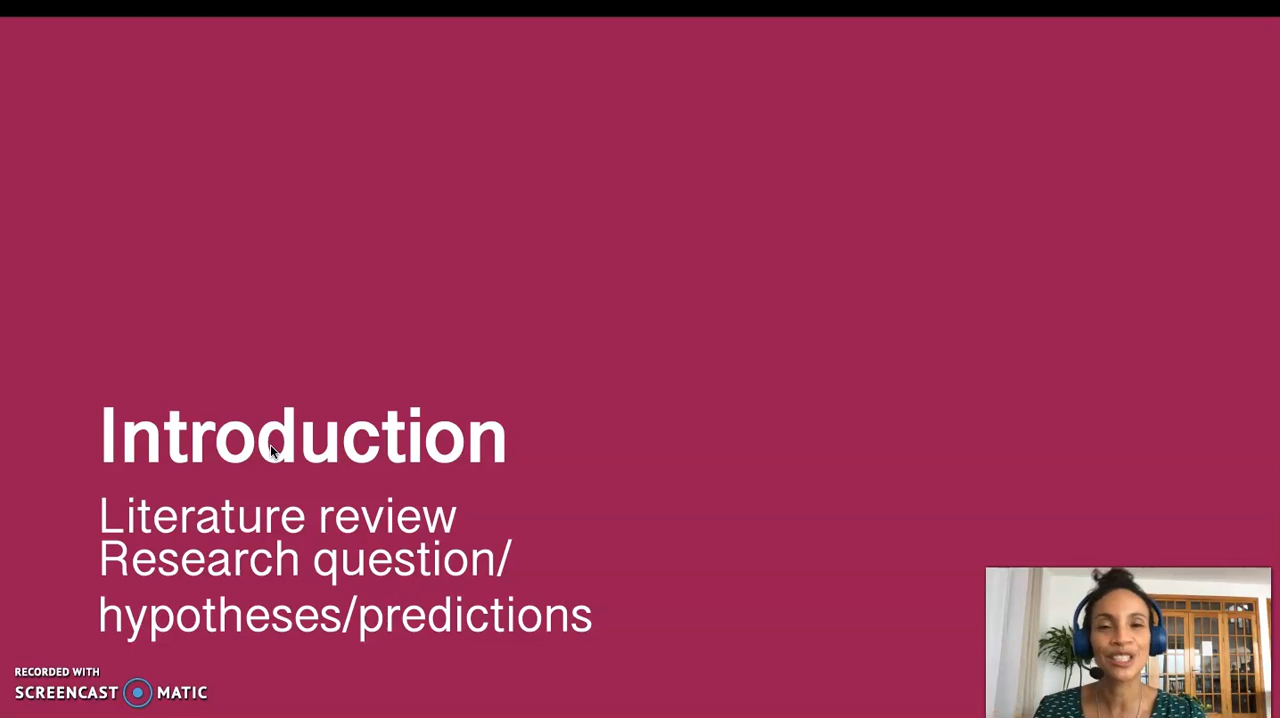 Introduction
Literature review
Research question/
hypotheses/predictions
RECORDED WITH
SCREENCAST MATIC